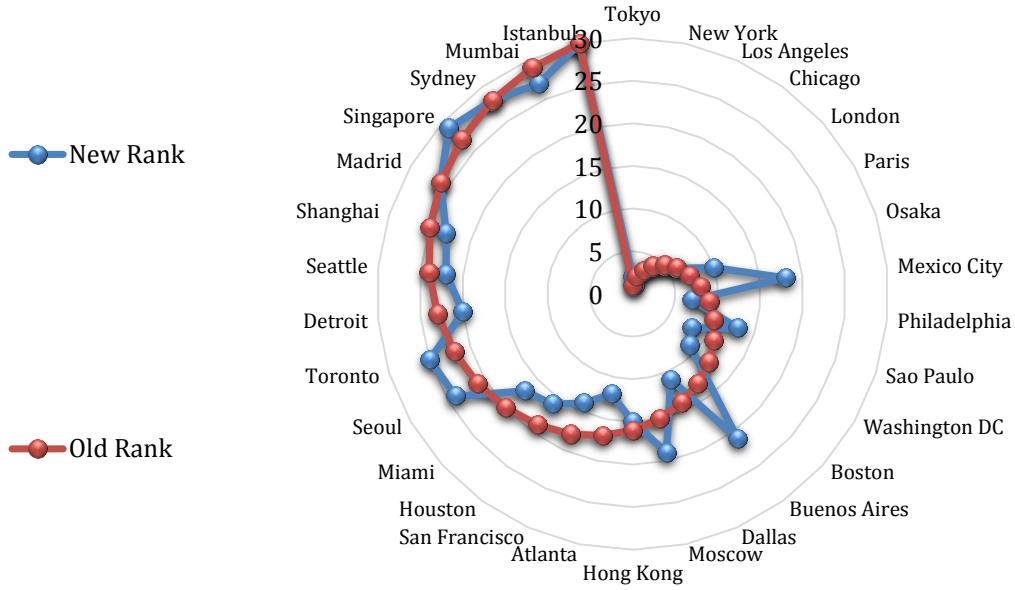 Tokyo
New York
Los Angeles
Chicago
London
Paris
Osaka
Mexico City
Philadelphia
Sao Paulo
Washington DC
Boston
Buenos Aires
Dallas
Moscow
Hong Kong
Atlanta
San Francisco
Houston
Miami
Seoul
Toronto
Detroit
Seattle
Shanghai
Madrid
Singapore
Sydney
Mumbai
Istanbul
30
25
20
15
10
5
0
New Rank
Old Rank